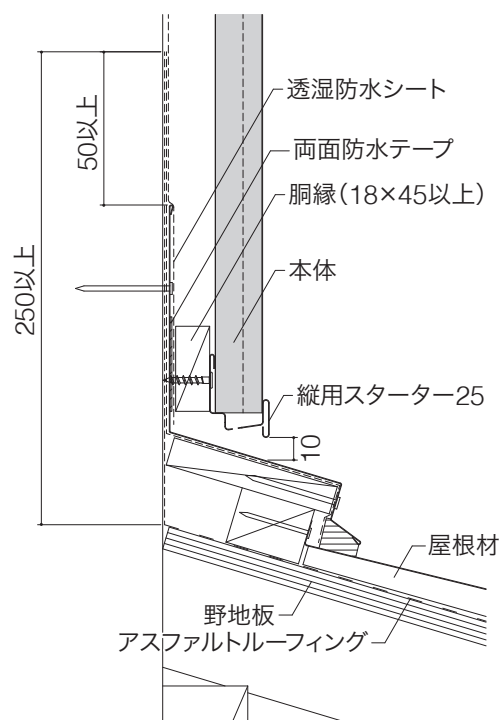 50以上
250以上
透湿防水シート
両面防水テープ
胴縁（18×45以上）
本体
縦用スターター25
10
屋根材
野地板
アスファルトルーフィング